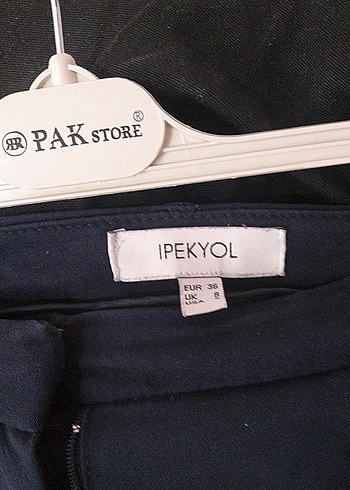 PAK STORE®
IPEKYOL
EUR 36
UK 8